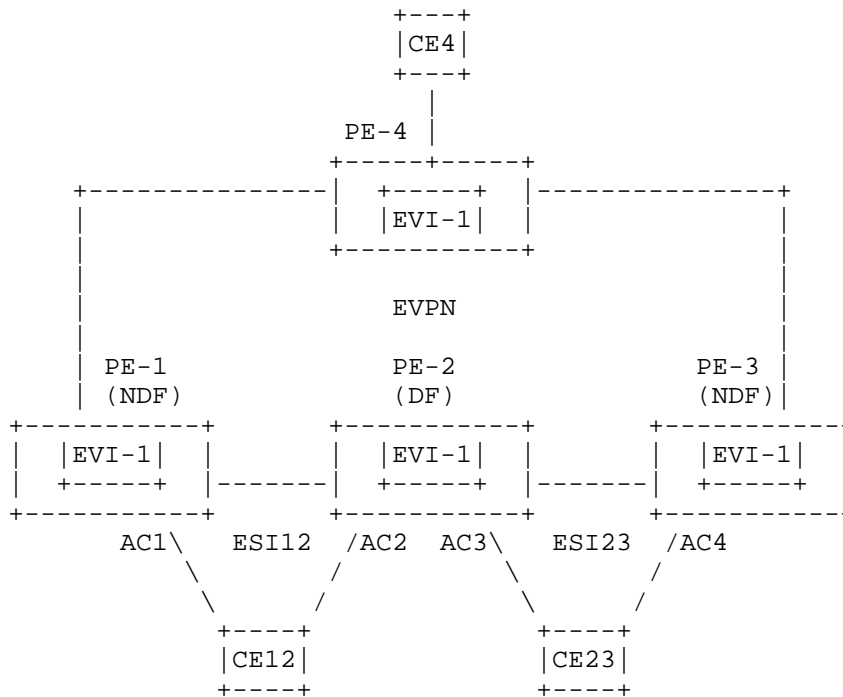 CE4
PE-4
EVI-1
EVPN
PE-1 PE-2 PE-3
(NDF) (DF) (NDF)
EVI-1 EVI-1 EVI-1
AC1 ESI12 AC2 AC3 ESI23 AC4
CE12 CE23